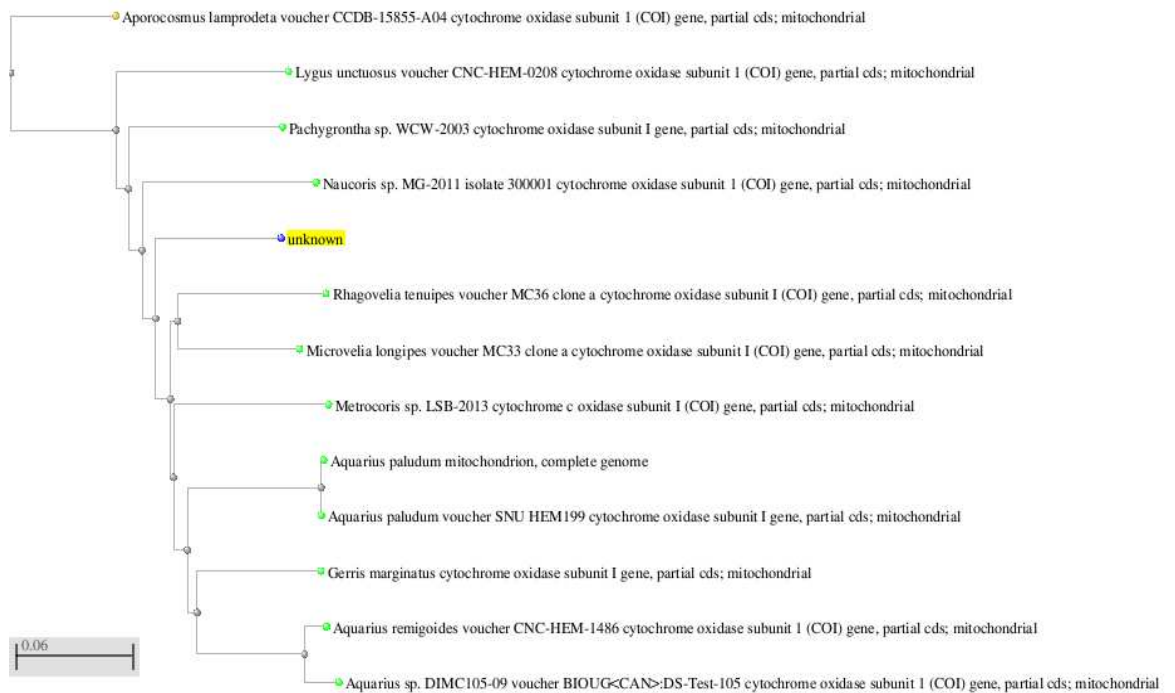 Aporocosmus lamprodeta voucher CCDB-15855-A04 cytochrome oxidase subunit 1 (COI) gene, partial cds; mitochondrial
Lygus unctuosus voucher CNC-HEM-0208 cytochrome oxidase subunit 1 (COI) gene, partial cds; mitochondrial
Pachygrontha sp. WCW-2003 cytochrome oxidase subunit I gene, partial cds; mitochondrial
Naucoris sp. MG-2011 isolate 300001 cytochrome oxidase subunit 1 (COI) gene, partial cds; mitochondrial
unknown
Rhagovelia tenuipes voucher MC36 clone a cytochrome oxidase subunit I (COI) gene, partial cds; mitochondrial
Microvelia longipes voucher MC33 clone a cytochrome oxidase subunit I (COI) gene, partial cds; mitochondrial
Metrocoris sp. LSB-2013 cytochrome c oxidase subunit I (COI) gene, partial cds; mitochondrial
Aquarius paludum mitochondrion, complete genome
Aquarius paludum voucher SNU HEM199 cytochrome oxidase subunit I gene, partial cds; mitochondrial
Gerris marginatus cytochrome oxidase subunit I gene, partial cds; mitochondrial
Aquarius remigoides voucher CNC-HEM-1486 cytochrome oxidase subunit 1 (COI) gene, partial cds; mitochondrial
0.06
Aquarius sp. DIMC105-09 voucher BIOUG<CAN>:DS-Test-105 cytochrome oxidase subunit 1 (COI) gene, partial cds; mitochondrial